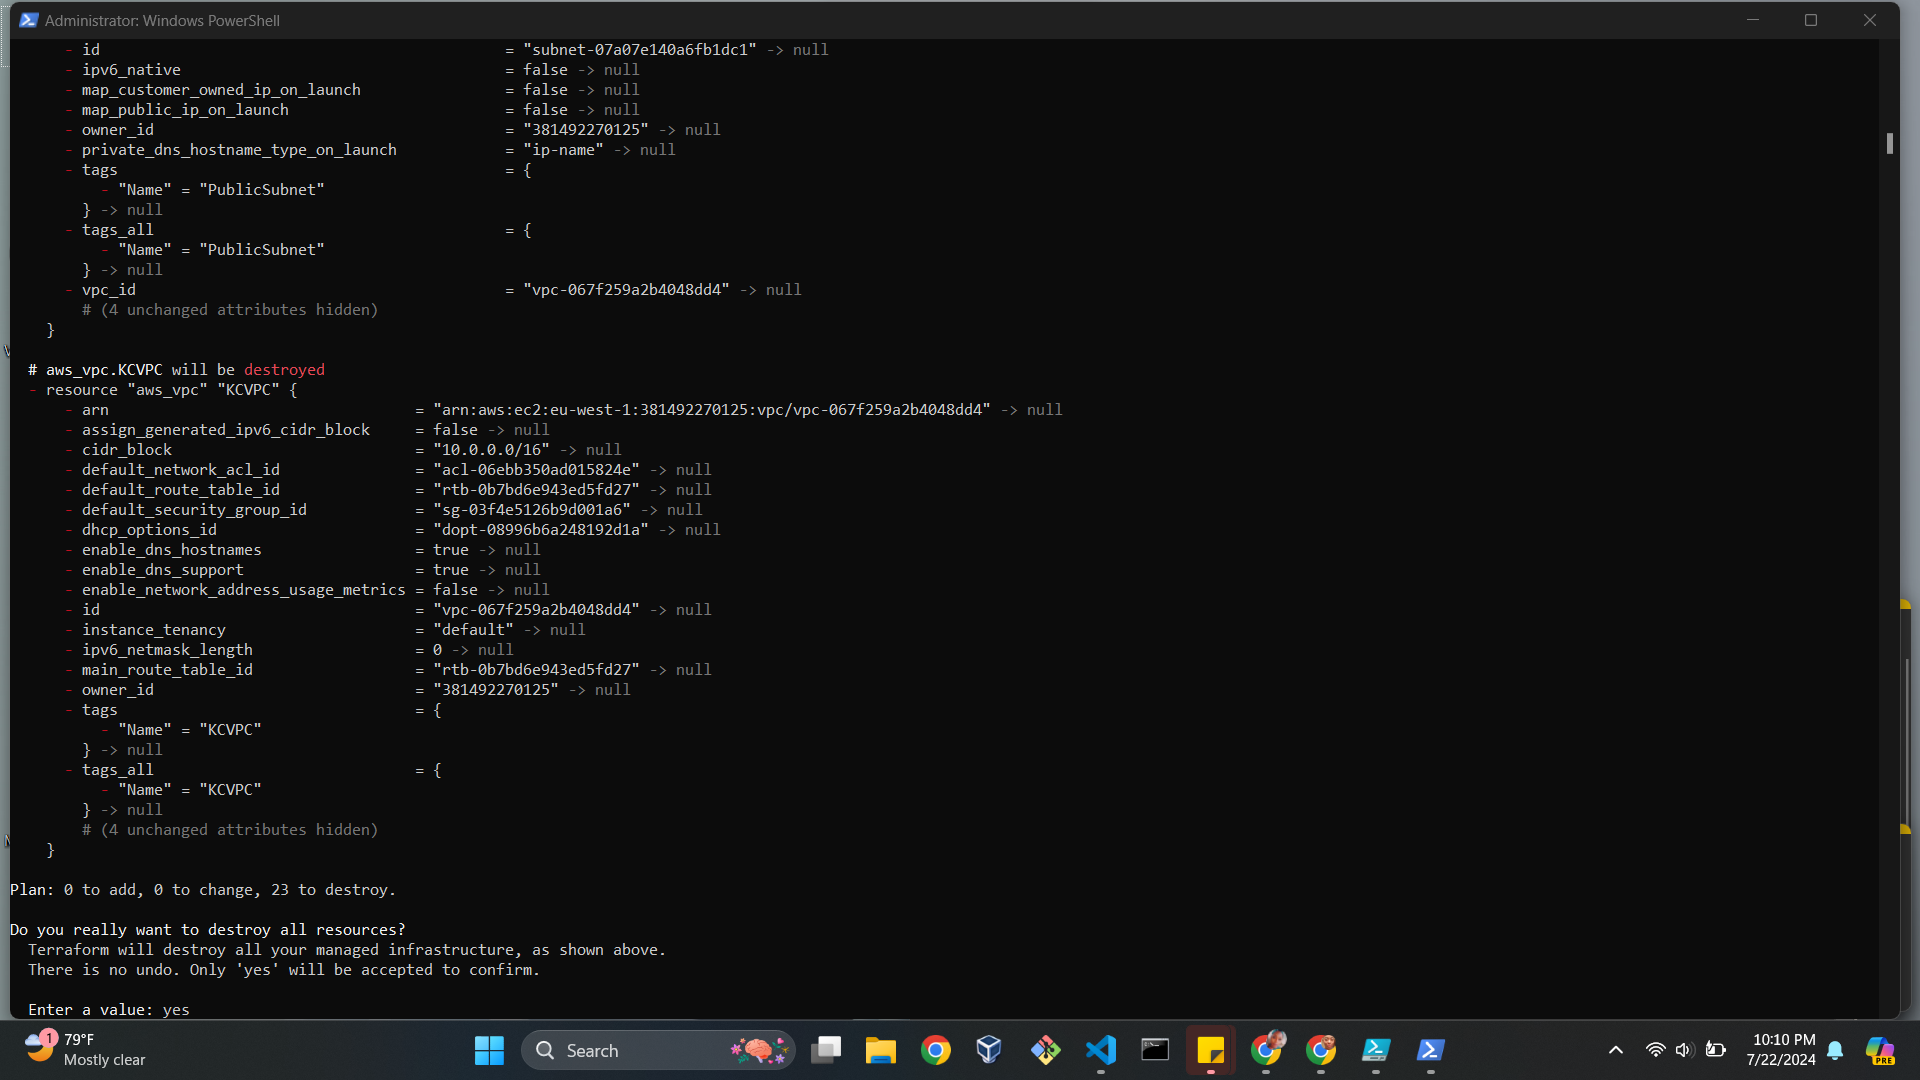 Administrator: Windows PowerShell
- id = "subnet-07a07e140a6fb1dc1" -> null
- ipv6_native = false -> null
- map_customer_owned_ip_on_launch = false -> null
- map_public_ip_on_launch = false -> null
- owner_id = "381492270125" -> null
- private_dns_hostname_type_on_launch = "ip-name" -> null
- tags = {
- "Name" = "PublicSubnet"
} -> null
- tags_all = {
- "Name" = "PublicSubnet"
} -> null
- vpc_id = "vpc-067f259a2b4048dd4" -> null
# (4 unchanged attributes hidden)
}
# aws_vpc.KCVPC will be destroyed
- resource "aws_vpc" "KCVPC" {
- arn = "arn:aws:ec2:eu-west-1:381492270125:vpc/vpc-067f259a2b4048dd4" -> null
- assign_generated_ipv6_cidr_block = false -> null
- cidr_block = "10.0.0.0/16" -> null
- default_network_acl_id = "acl-06ebb350ad015824e" -> null
- default_route_table_id = "rtb-0b7bd6e943ed5fd27" -> null
- default_security_group_id = "sg-03f4e5126b9d001a6" -> null
- dhcp_options_id = "dopt-08996b6a248192d1a" -> null
- enable_dns_hostnames = true -> null
- enable_dns_support = true -> null
- enable_network_address_usage_metrics = false -> null
- id = "vpc-067f259a2b4048dd4" -> null
- instance_tenancy = "default" -> null
- ipv6_netmask_length = 0 -> null
- main_route_table_id = "rtb-0b7bd6e943ed5fd27" -> null
- owner_id = "381492270125" -> null
- tags = {
- "Name" = "KCVPC"
} -> null
- tags_all = {
- "Name" = "KCVPC"
} -> null
# (4 unchanged attributes hidden)
}
Plan: 0 to add, 0 to change, 23 to destroy.
Do you really want to destroy all resources?
Terraform will destroy all your managed infrastructure, as shown above.
There is no undo. Only 'yes' will be accepted to confirm.
Enter a value: yes
1
79°F
Mostly clear
Search
10:10 PM
7/22/2024
PRE